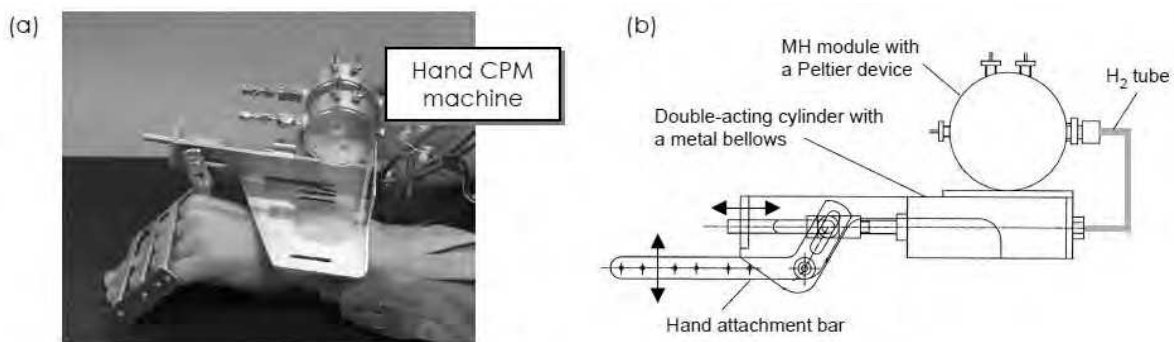 (a)
Hand CPM
machine
(b)
MH module with
a Peltier device
H2 tube
Double-acting cylinder with
a metal bellows
Hand attachment bar